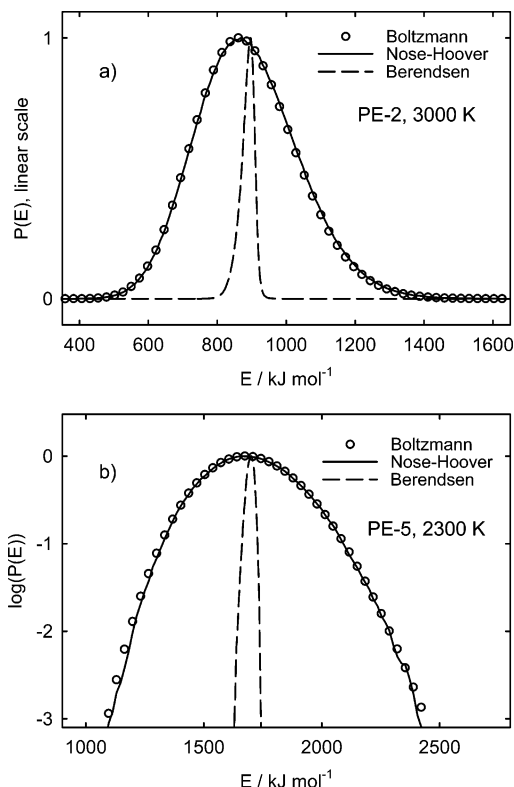 1
P(E), linear scale
0
a)
Boltzmann
Nose-Hoover
Berendsen
PE-2, 3000 K
400 600 800 1000 1200 1400 1600
E / kJ mol⁻¹
0
-1
-2
-3
log(P(E))
b)
Boltzmann
Nose-Hoover
Berendsen
PE-5, 2300 K
1000 1500 2000 2500
E / kJ mol⁻¹